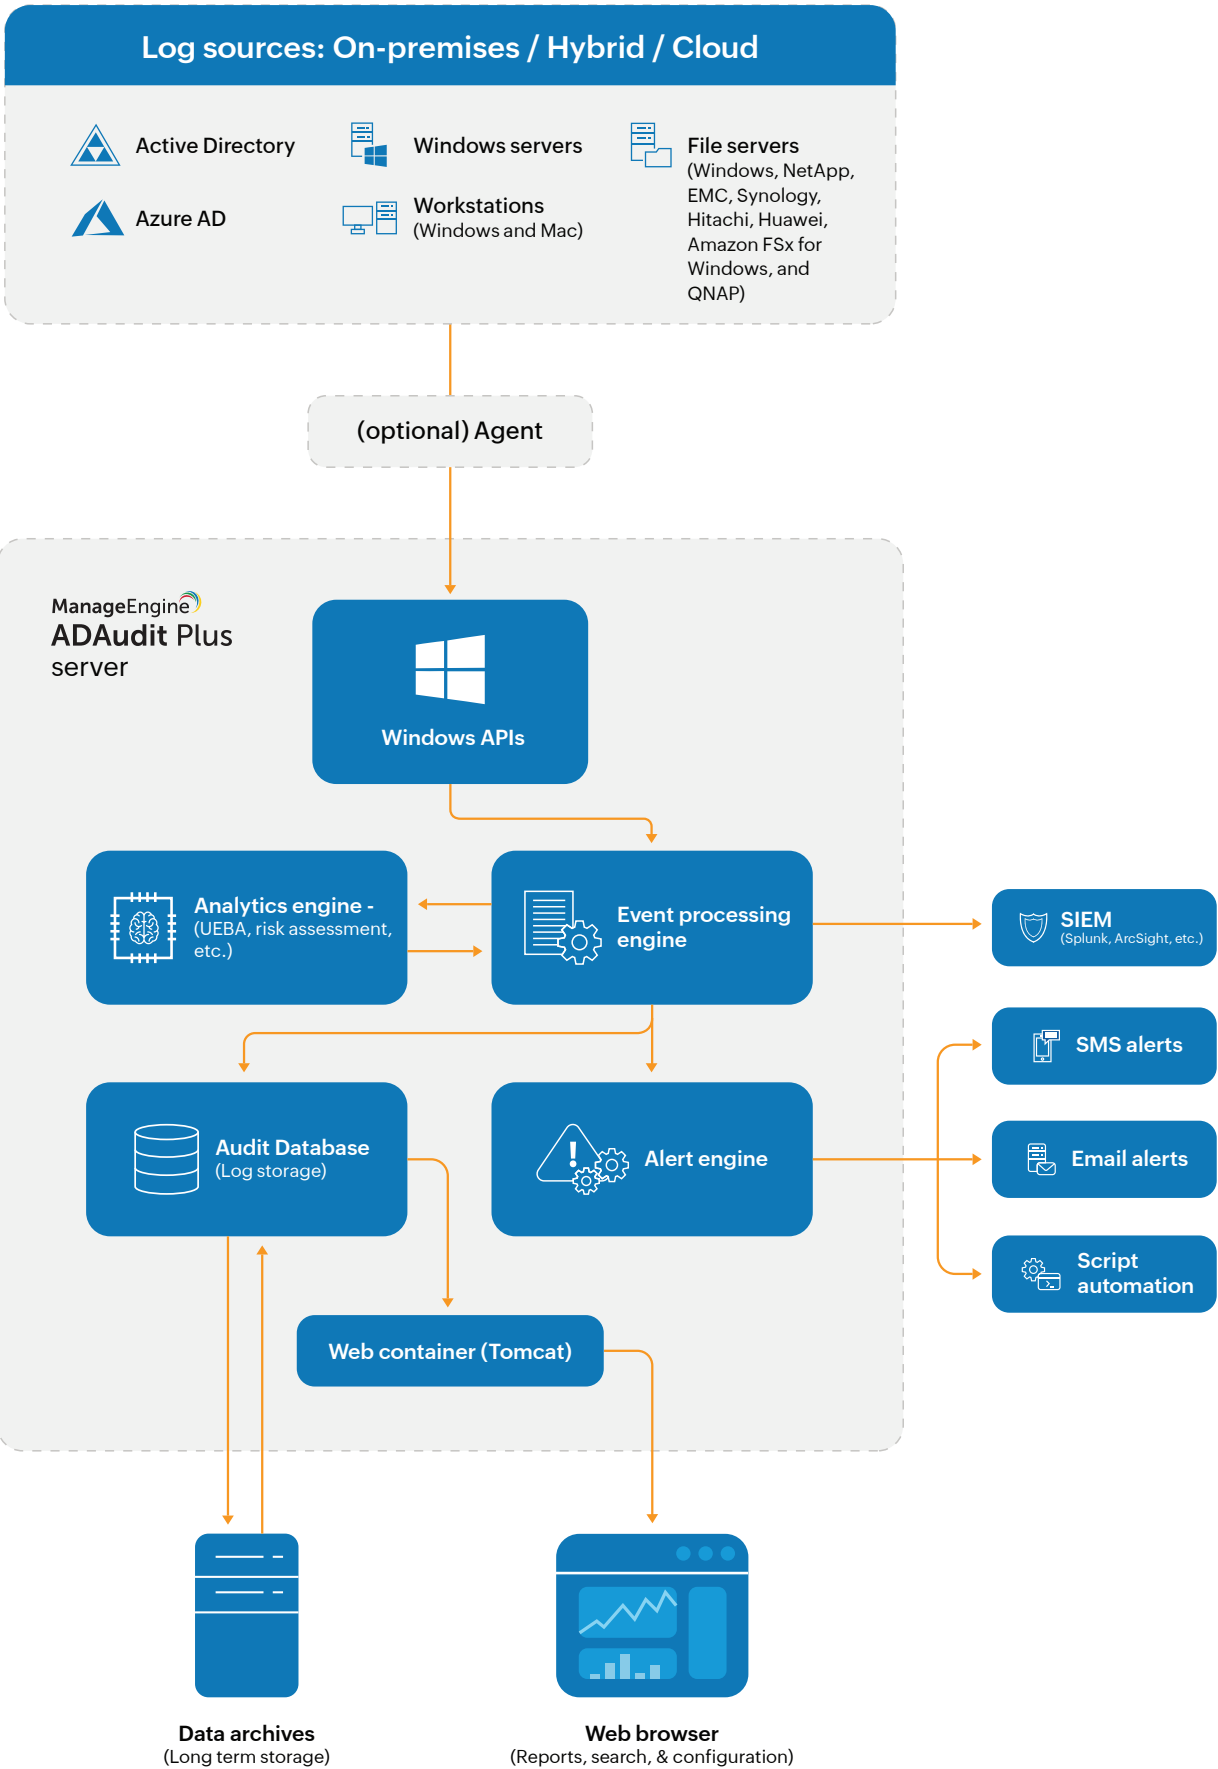 Log sources: On-premises / Hybrid / Cloud
Active Directory
Windows servers
File servers
(Windows, NetApp,
EMC, Synology,
Hitachi, Huawei,
Amazon FSx for
Windows, and
QNAP)
Azure AD
Workstations
(Windows and Mac)
(optional) Agent
ManageEngine
ADAudit Plus
server
Windows APIs
Analytics engine -
(UEBA, risk assessment,
etc.)
Event processing
engine
SIEM
(Splunk, ArcSight, etc.)
SMS alerts
Audit Database
(Log storage)
Alert engine
Email alerts
Script
automation
Web container (Tomcat)
Data archives
(Long term storage)
Web browser
(Reports, search, & configuration)